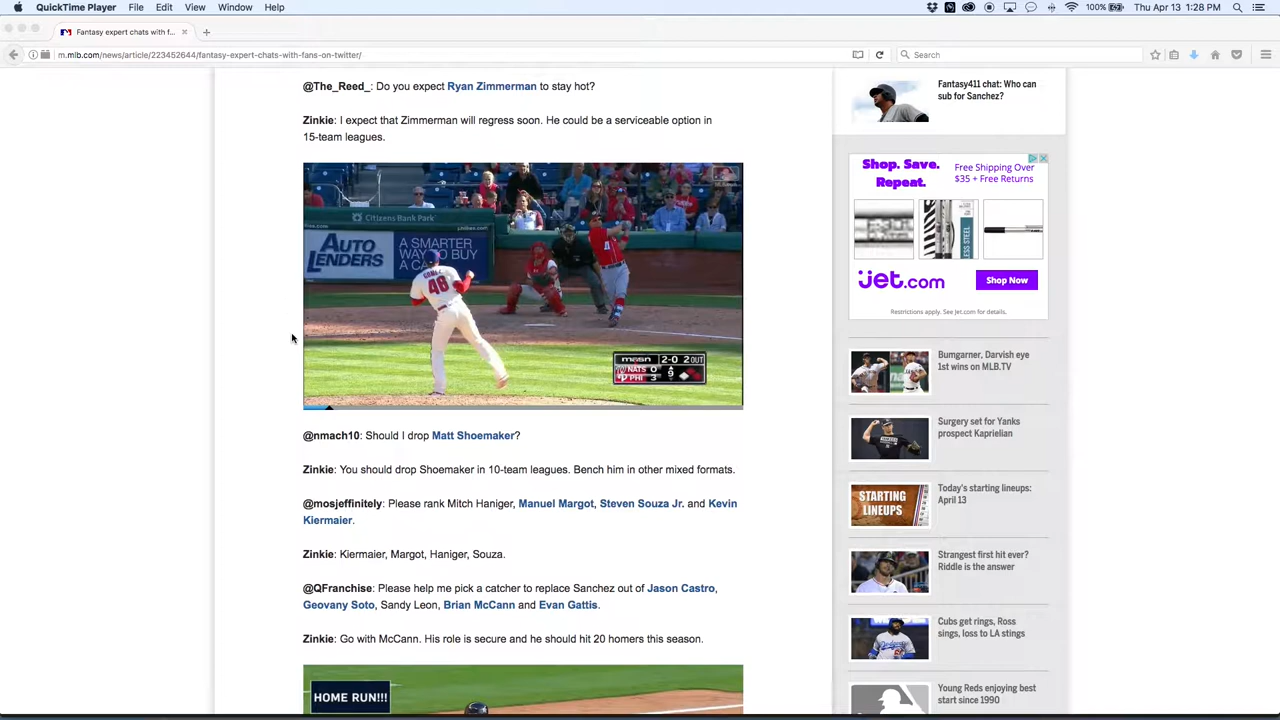 QuickTime Player File Edit View Window Help
100% Thu Apr 13 1:28 PM
Fantasy expert chats with f...
m.mlb.com/news/article/223452644/fantasy-expert-chats-with-fans-on-twitter/
Search
@The_Reed_: Do you expect Ryan Zimmerman to stay hot?
Zinkie: I expect that Zimmerman will regress soon. He could be a serviceable option in
15-team leagues.
Citizens Bank Park
AUTO
LENDERS
A SMARTER
WAY TO BUY
A CAR
48
masn 2-0 2 OUT
NATS 0
PHI 3
9
@nmach10: Should I drop Matt Shoemaker?
Zinkie: You should drop Shoemaker in 10-team leagues. Bench him in other mixed formats.
@mosjeffinitely: Please rank Mitch Haniger, Manuel Margot, Steven Souza Jr. and Kevin
Kiermaier.
Zinkie: Kiermaier, Margot, Haniger, Souza.
@QFranchise: Please help me pick a catcher to replace Sanchez out of Jason Castro,
Geovany Soto, Sandy Leon, Brian McCann and Evan Gattis.
Zinkie: Go with McCann. His role is secure and he should hit 20 homers this season.
HOME RUN!!!
Fantasy411 chat: Who can
sub for Sanchez?
Shop. Save.
Repeat.
Free Shipping Over
$35 + Free Returns
jet.com
Shop Now
Restrictions apply. See Jet.com for details.
Bumgarner, Darvish eye
1st wins on MLB.TV
Surgery set for Yanks
prospect Kaprielian
STARTING
LINEUPS
Today's starting lineups:
April 13
Strangest first hit ever?
Riddle is the answer
Cubs get rings, Ross
sings, loss to LA stings
Young Reds enjoying best
start since 1990